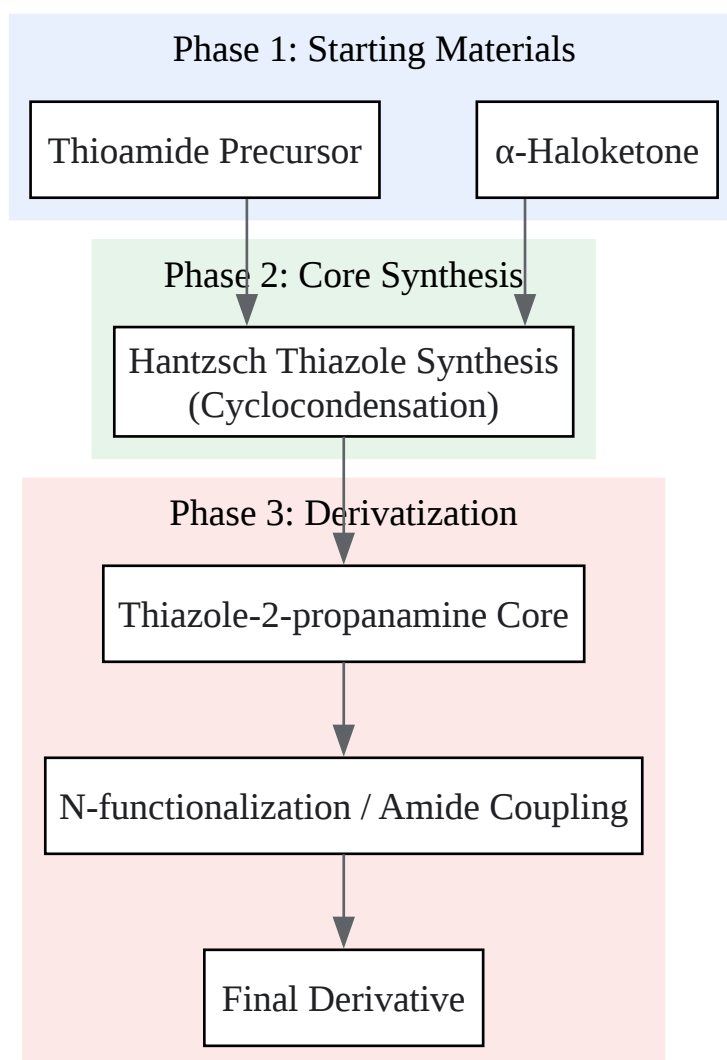 Phase 1: Starting Materials
Thioamide Precursor
α-Haloketone
Phase 2: Core Synthesis
Hantzsch Thiazole Synthesis
(Cyclocondensation)
Phase 3: Derivatization
Thiazole-2-propanamine Core
N-functionalization / Amide Coupling
Final Derivative